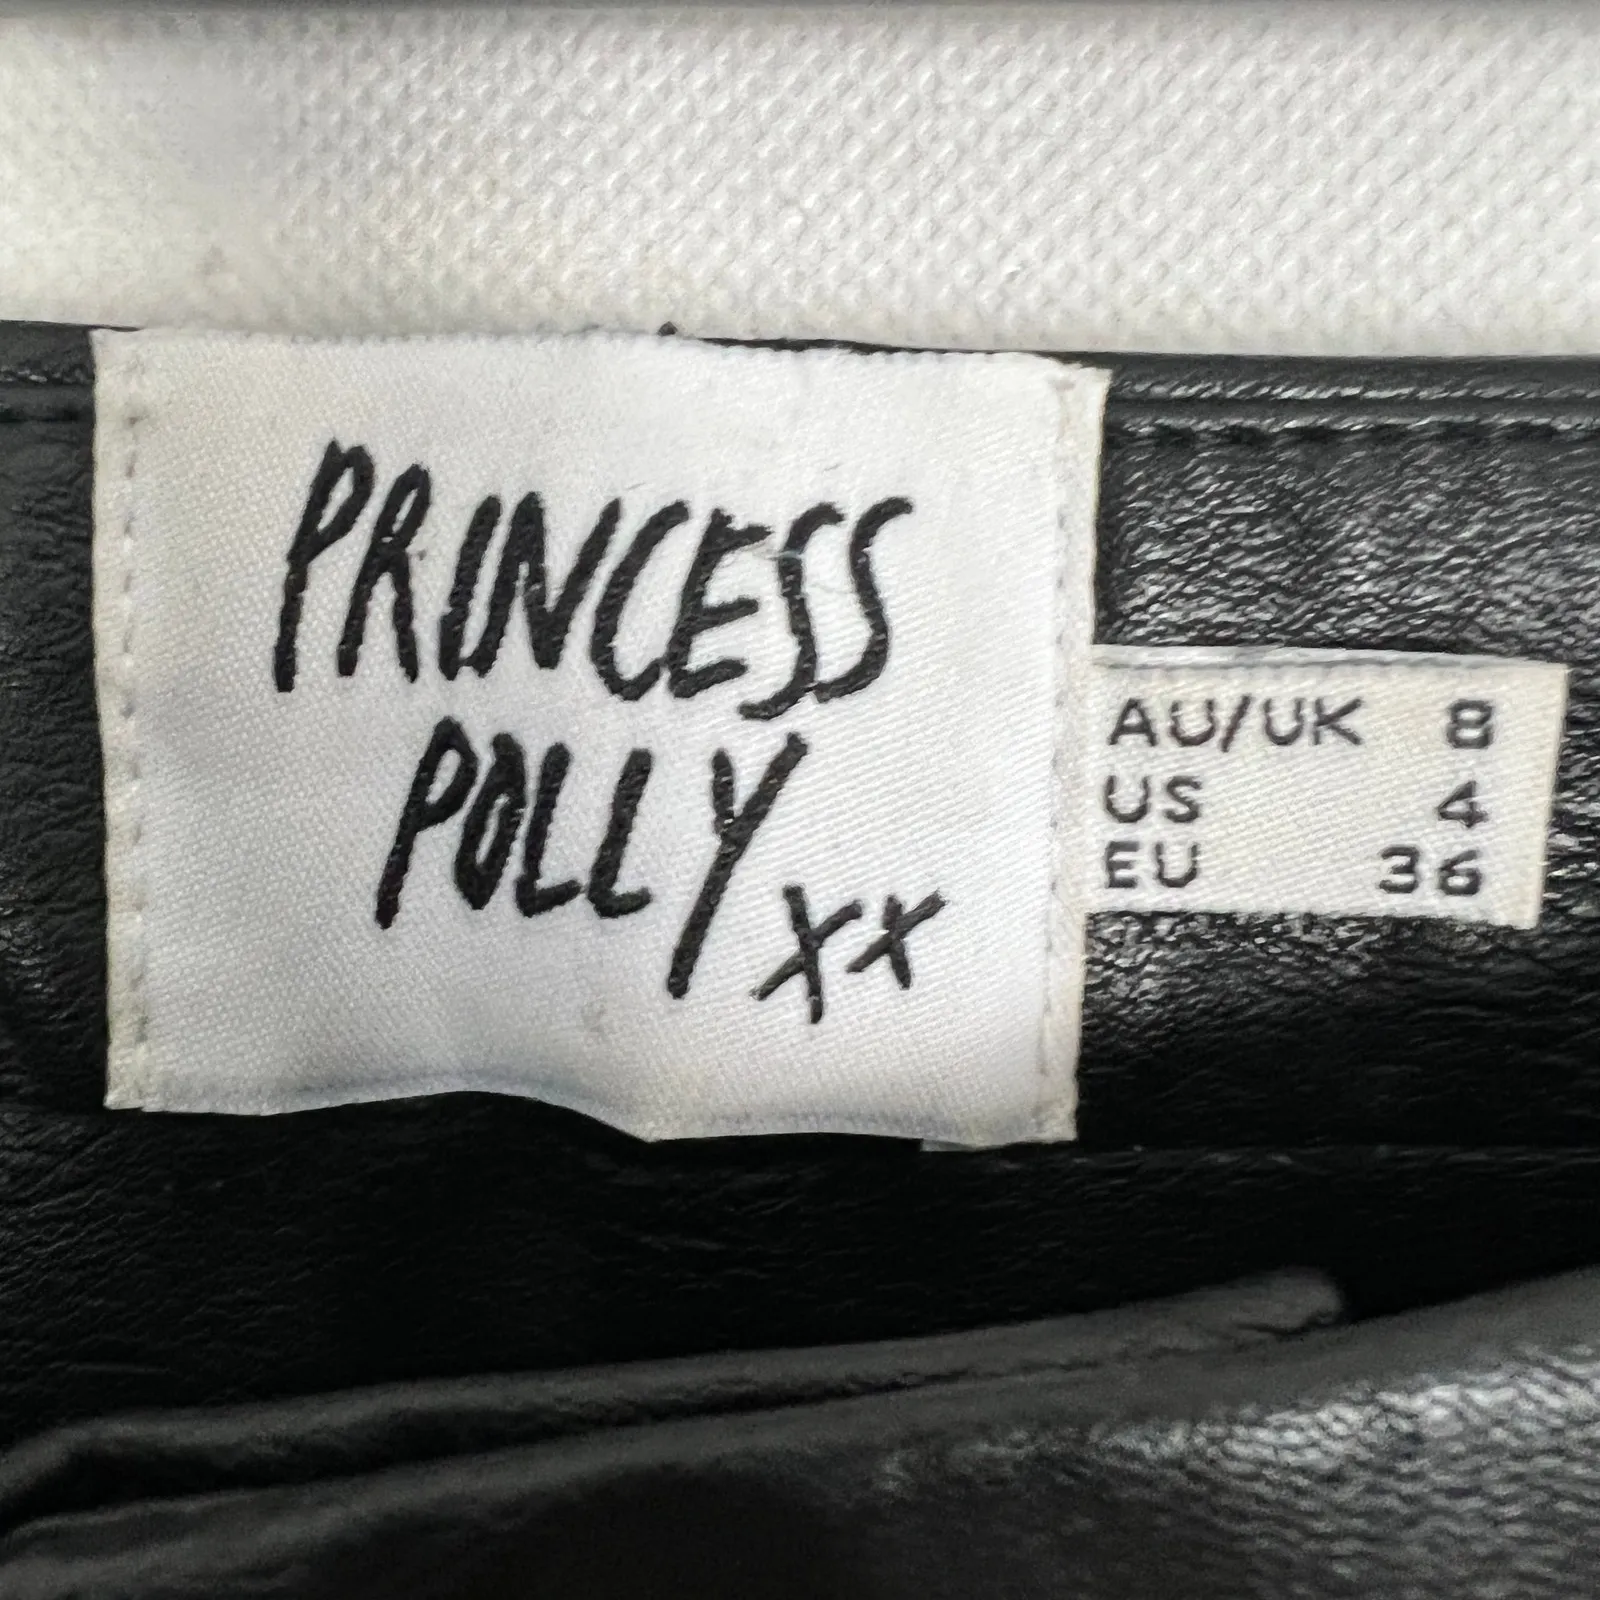 PRINCESS
POLLY xx
AU/UK 8
US 4
EU 36